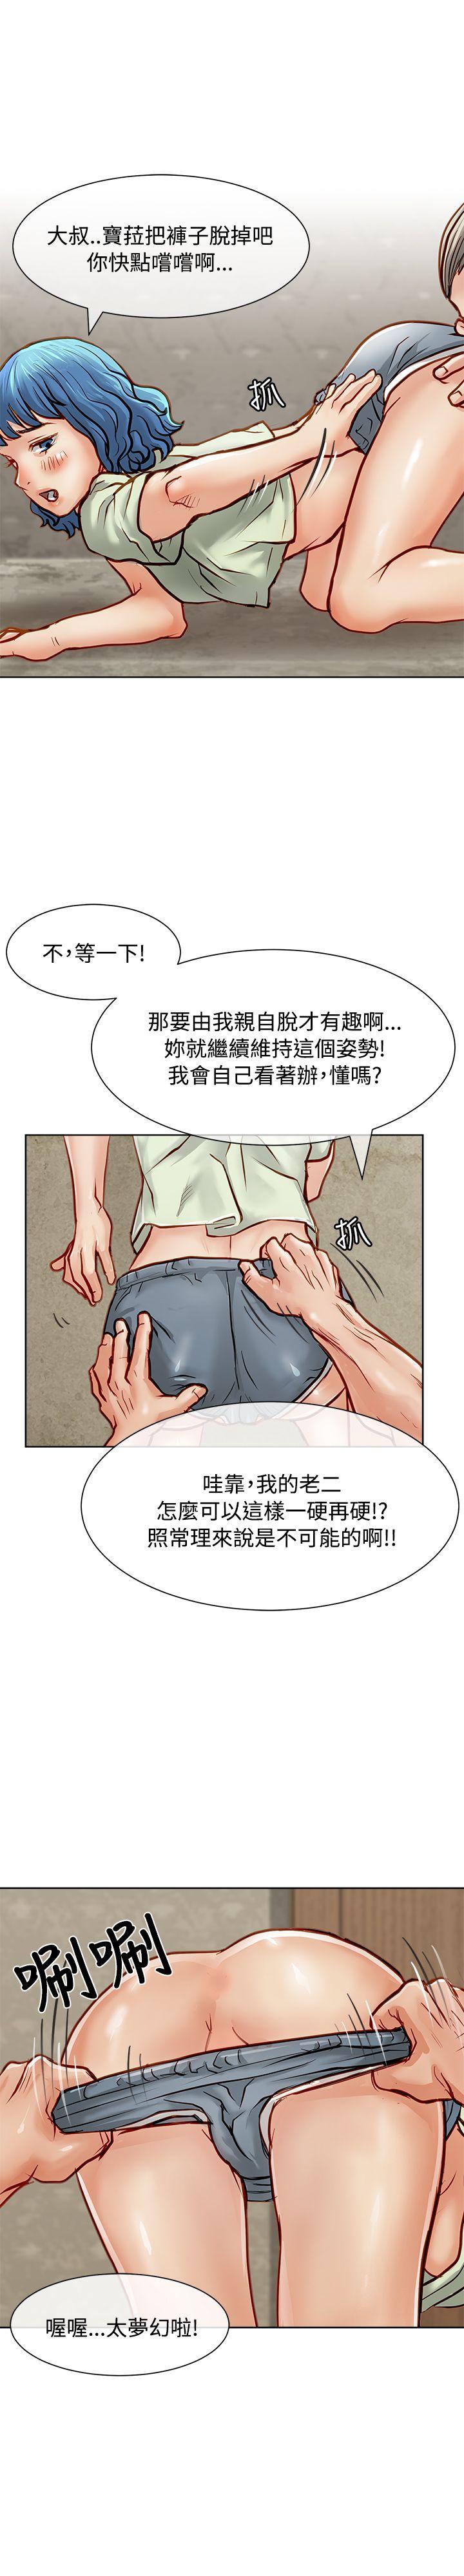 大叔..寶菈把褲子脫掉吧
你快點嚐嚐啊...
抓
不,等一下!
那要由我親自脫才有趣啊...
妳就繼續維持這個姿勢!
我會自己看著辦,懂嗎?
抓
哇靠,我的老二
怎麼可以這樣一硬再硬!?
照常理來說是不可能的啊!!
唰唰
喔喔...太夢幻啦!